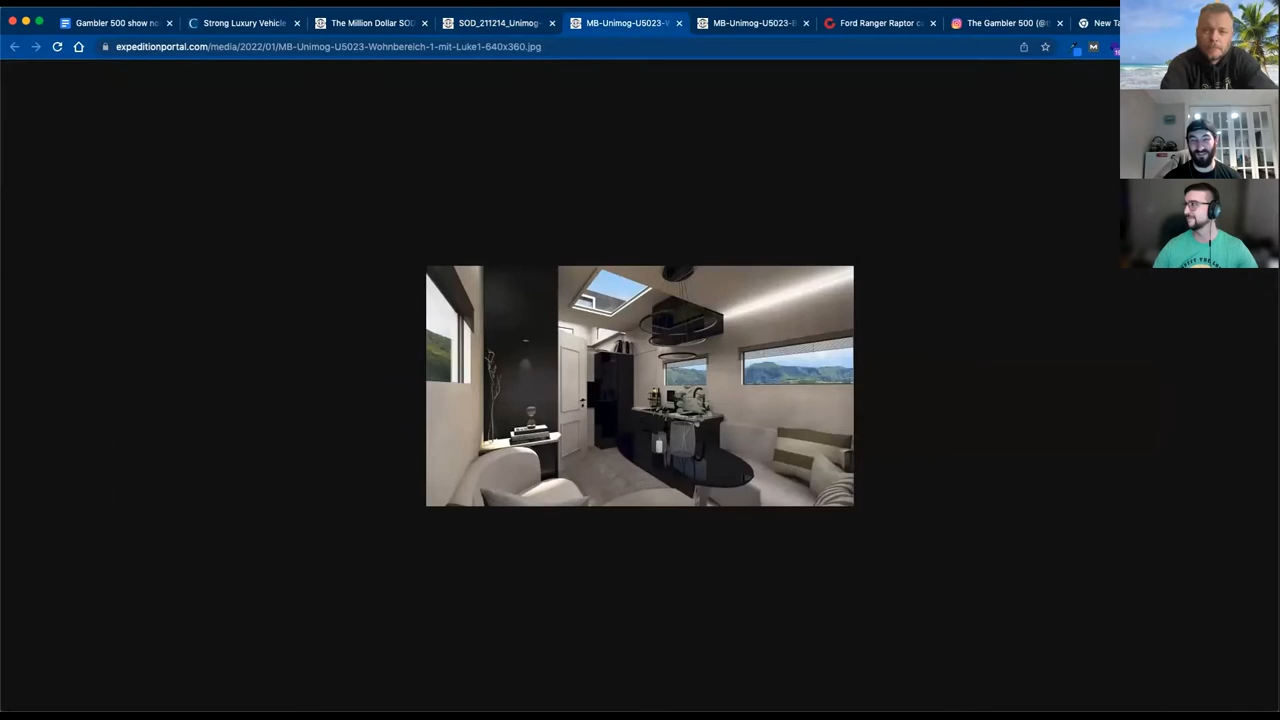 Gambler 500 show no
Strong Luxury Vehicle
The Million Dollar SOD
SOD_211214_Unimog-
MB-Unimog-U5023-W
MB-Unimog-U5023-E
Ford Ranger Raptor c
The Gambler 500 (@t
New Ta
expeditionportal.com/media/2022/01/MB-Unimog-U5023-Wohnbereich-1-mit-Luke1-640x360.jpg